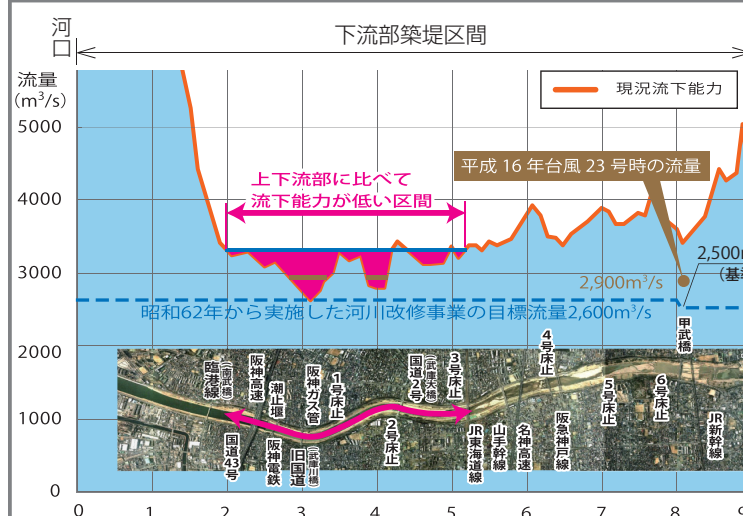 河口
下流部築堤区間
流量
(m³/s)
現況流下能力
5000
平成 16 年台風 23 号時の流量
上下流部に比べて
流下能力が低い区間
4000
2,500m
(基
3000
2,900m³/s
昭和62年から実施した河川改修事業の目標流量2,600m³/s
甲武橋
2000
臨港線
(南武橋)
阪神高速
潮止堰
阪神ガス管
1号床止
国道2号
(武庫大橋)
3号床止
4号床止
5号床止
6号床止
1000
国道43号
阪神電鉄
旧国道
(武庫川橋)
2号床止
JR東海道線
山手幹線
名神高速
阪急神戸線
JR新幹線
0
0 1 2 3 4 5 6 7 8 9